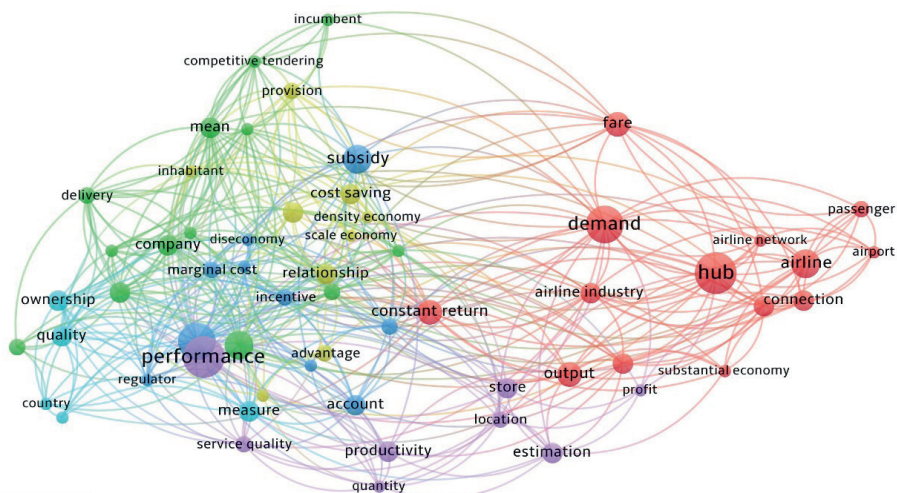 incumbent
competitive tendering
provision
mean
fare
subsidy
inhabitant
delivery
cost saving
passenger
density economy
demand
scale economy
diseconomy
airline network
company
airport
marginal cost
relationship
hub
airline
ownership
incentive
airline industry
connection
constant return
quality
performance
advantage
regulator
substantial economy
output
store
profit
country
measure
account
location
service quality
productivity
estimation
quantity